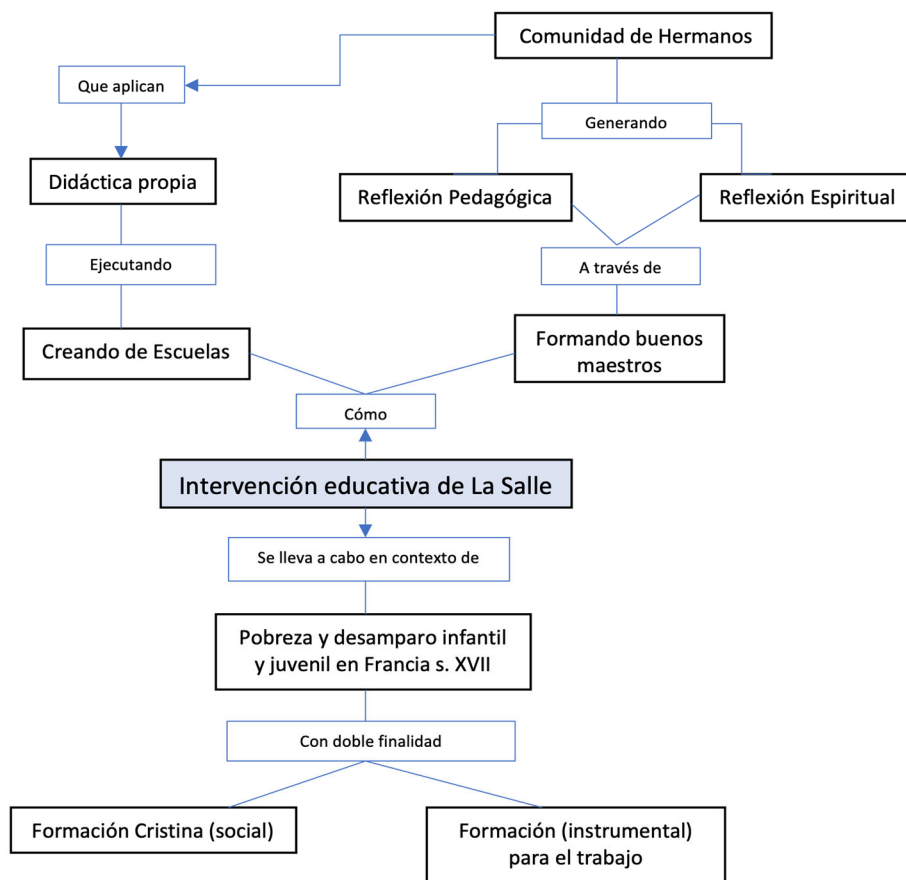 Comunidad de Hermanos
Que aplican
Generando
Didáctica propia
Reflexión Pedagógica
Reflexión Espiritual
Ejecutando
A través de
Creando de Escuelas
Formando buenos
maestros
Cómo
Intervención educativa de La Salle
Se lleva a cabo en contexto de
Pobreza y desamparo infantil
y juvenil en Francia s. XVII
Con doble finalidad
Formación Cristina (social)
Formación (instrumental)
para el trabajo